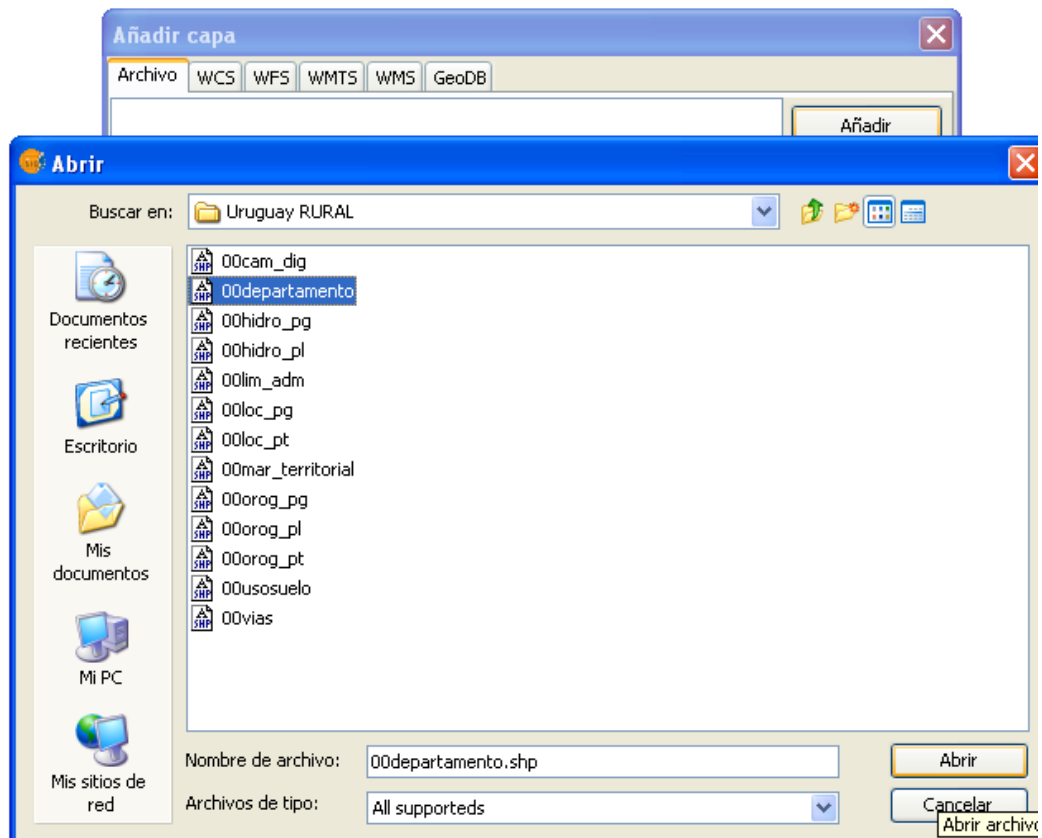 Añadir capa
Archivo WCS WFS WMTS WMS GeoDB
Añadir
Abrir
Buscar en: Uruguay RURAL
00cam_dig
00departamento
00hidro_pg
00hidro_pl
00lim_adm
00loc_pg
00loc_pt
00mar_territorial
00orog_pg
00orog_pl
00orog_pt
00usosuelo
00vias
Documentos
recientes
Escritorio
Mis
documentos
Mi PC
Mis sitios de
red
Nombre de archivo: 00departamento.shp Abrir
Archivos de tipo: All supporteds Cancelar
Abrir archivo